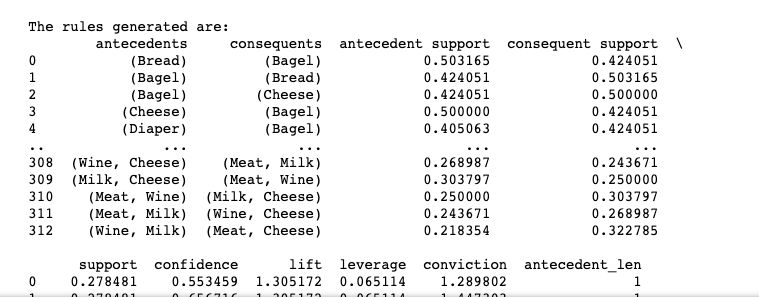 The rules generated are:
antecedents consequents antecedent support consequent support \
0 (Bread) (Bagel) 0.503165 0.424051
1 (Bagel) (Bread) 0.424051 0.503165
2 (Bagel) (Cheese) 0.424051 0.500000
3 (Cheese) (Bagel) 0.500000 0.424051
4 (Diaper) (Bagel) 0.405063 0.424051
.. ... ... ... ...
308 (Wine, Cheese) (Meat, Milk) 0.268987 0.243671
309 (Milk, Cheese) (Meat, Wine) 0.303797 0.250000
310 (Meat, Wine) (Milk, Cheese) 0.250000 0.303797
311 (Meat, Milk) (Wine, Cheese) 0.243671 0.268987
312 (Wine, Milk) (Meat, Cheese) 0.218354 0.322785
support confidence lift leverage conviction antecedent_len
0 0.278481 0.553459 1.305172 0.065114 1.289802 1